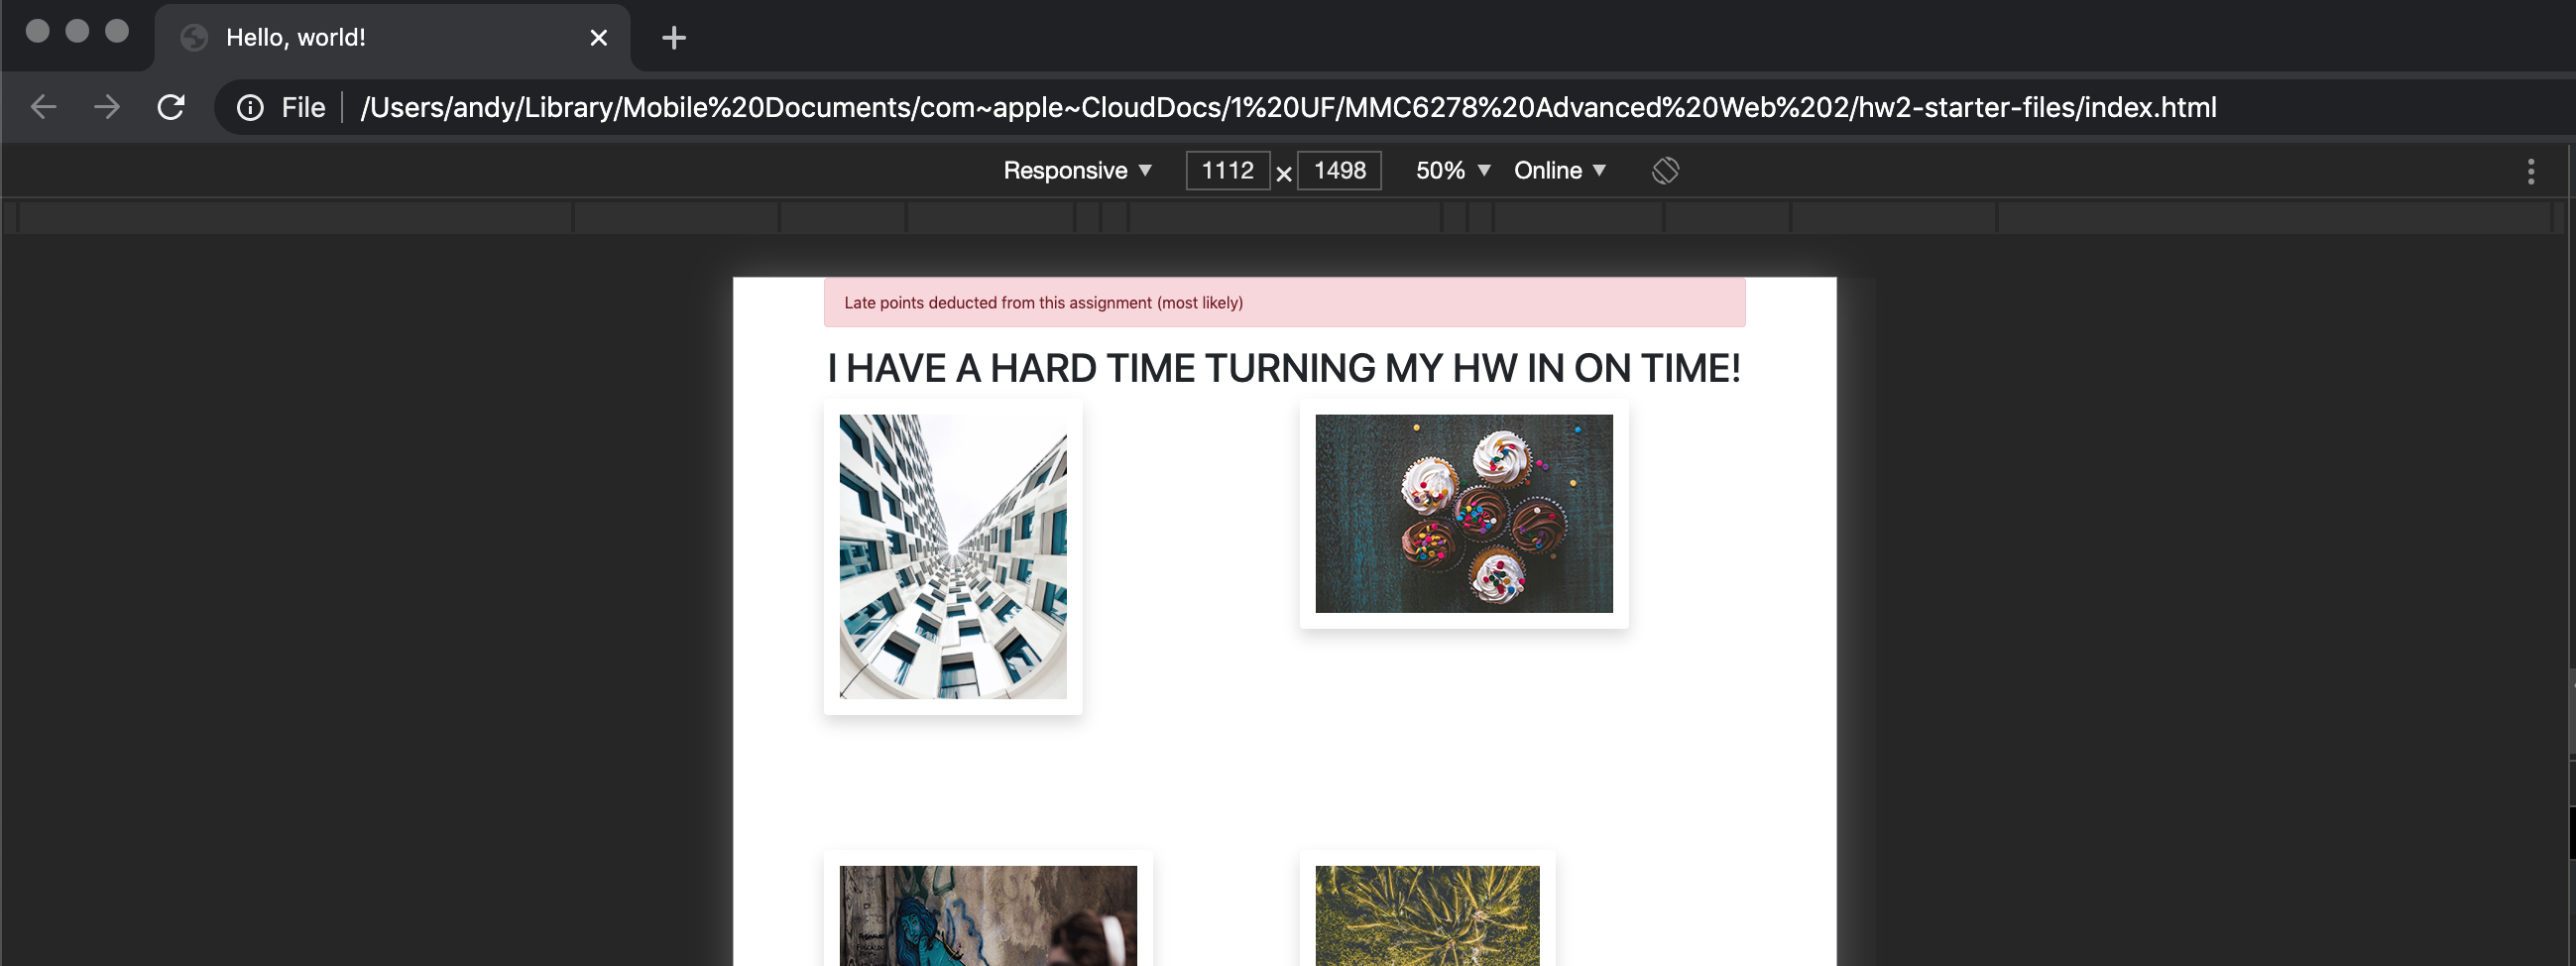 Hello, world!
File /Users/andy/Library/Mobile%20Documents/com~apple~CloudDocs/1%20UF/MMC6278%20Advanced%20Web%202/hw2-starter-files/index.html
Responsive 1112 × 1498 50% Online
Late points deducted from this assignment (most likely)
I HAVE A HARD TIME TURNING MY HW IN ON TIME!